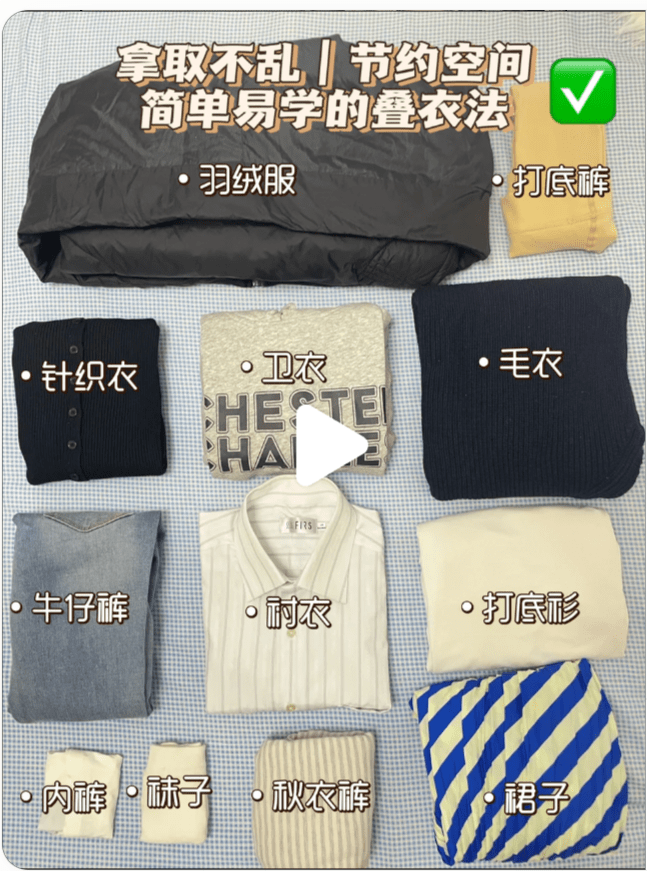 拿取不乱｜节约空间
简单易学的叠衣法
• 羽绒服
• 打底裤
• 针织衣
• 卫衣
• 毛衣
CHESTE
CHA
• 牛仔裤
FIRS
• 衬衣
• 打底衫
• 内裤
• 袜子
• 秋衣裤
• 裙子